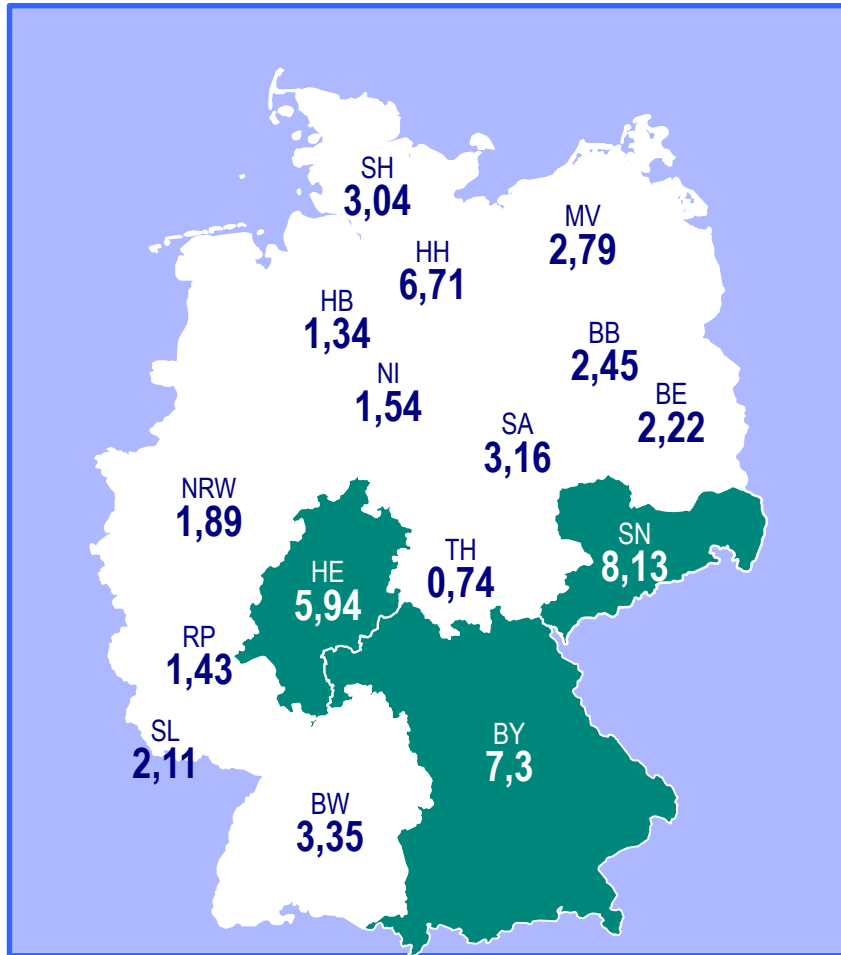 SH
3,04
MV
2,79
HH
6,71
HB
1,34
BB
2,45
NI
1,54
BE
2,22
SA
3,16
NRW
1,89
SN
8,13
TH
0,74
HE
5,94
RP
1,43
SL
2,11
BY
7,3
BW
3,35